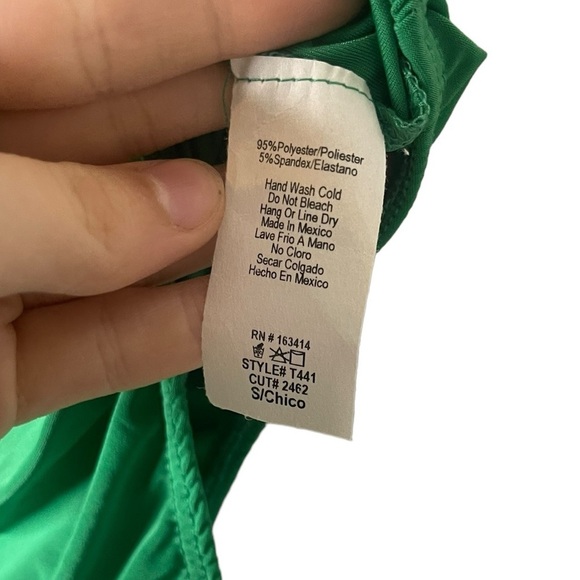 95%Polyester/Poliester
5%Spandex/Elastano
Hand Wash Cold
Do Not Bleach
Hang Or Line Dry
Made In Mexico
Lave Frio A Mano
No Cloro
Secar Colgado
Hecho En Mexico
RN # 163414
STYLE# T441
CUT# 2462
S/Chico